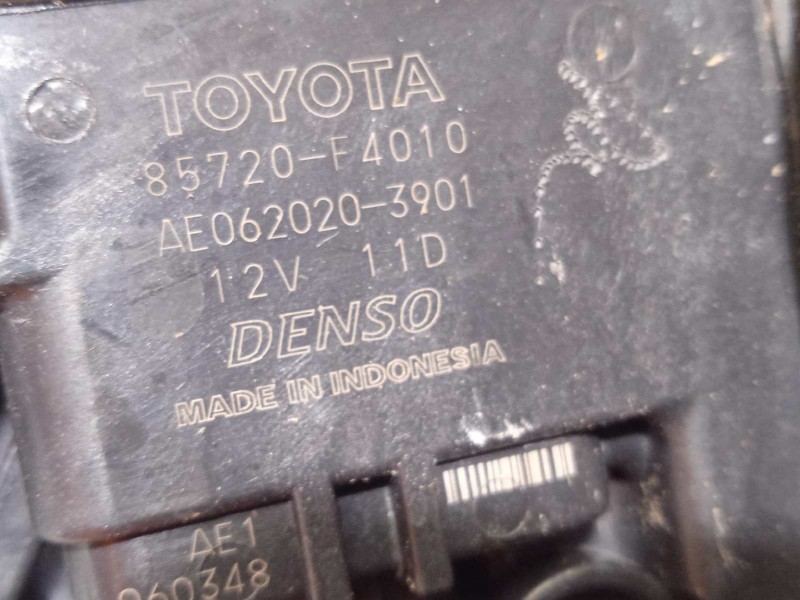 TOYOTA
85720-F4010
AE062020-3901
12V 11D
DENSO
MADE IN INDONESIA
AE1
060348